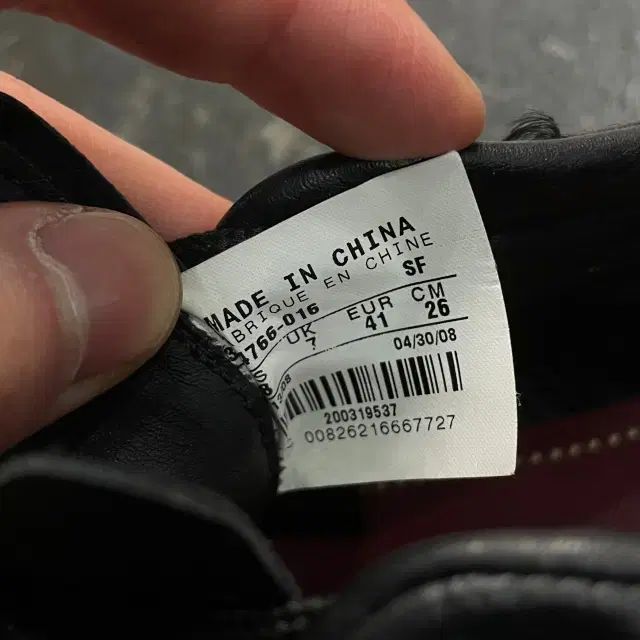 MADE IN CHINA
BRIQUE EN CHINE
4766-016 SF
UK EUR CM
7 41 26
04/30/08
200319537
00826216667727